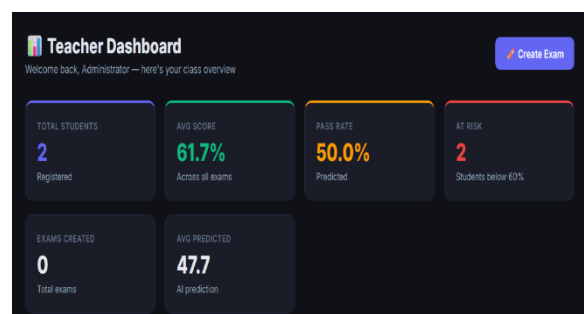 Teacher Dashboard
Welcome back, Administrator — here's your class overview
Create Exam
TOTAL STUDENTS
2
Registered
AVG SCORE
61.7%
Across all exams
PASS RATE
50.0%
Predicted
AT RISK
2
Students below 60%
EXAMS CREATED
0
Total exams
AVG PREDICTED
47.7
AI prediction